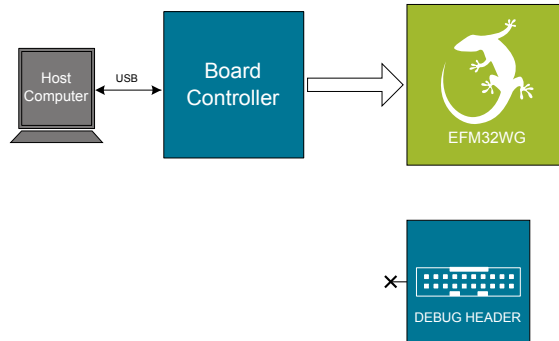 Host
Computer
USB
Board
Controller
EFM32WG
DEBUG HEADER